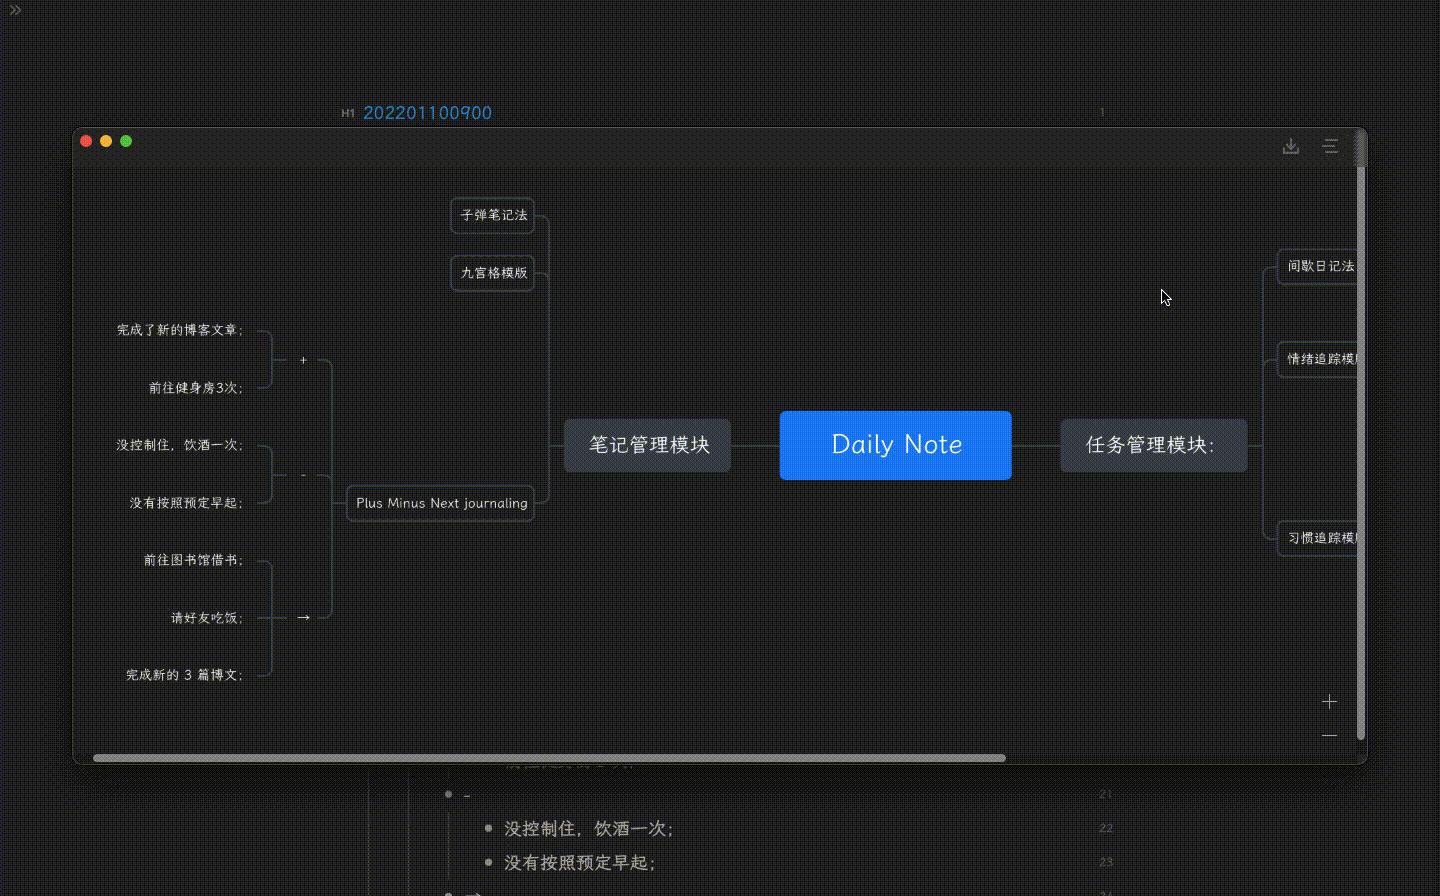 H1 202201100900
1
子弹笔记法
九宫格模版
完成了新的博客文章;
+
前往健身房3次;
没控制住，饮酒一次;
-
没有按照预定早起;
Plus Minus Next journaling
前往图书馆借书;
请好友吃饭;
→
完成新的 3 篇博文;
笔记管理模块
Daily Note
任务管理模块:
间歇日记法
情绪追踪模
习惯追踪模
21
-
22
没控制住，饮酒一次;
23
没有按照预定早起;